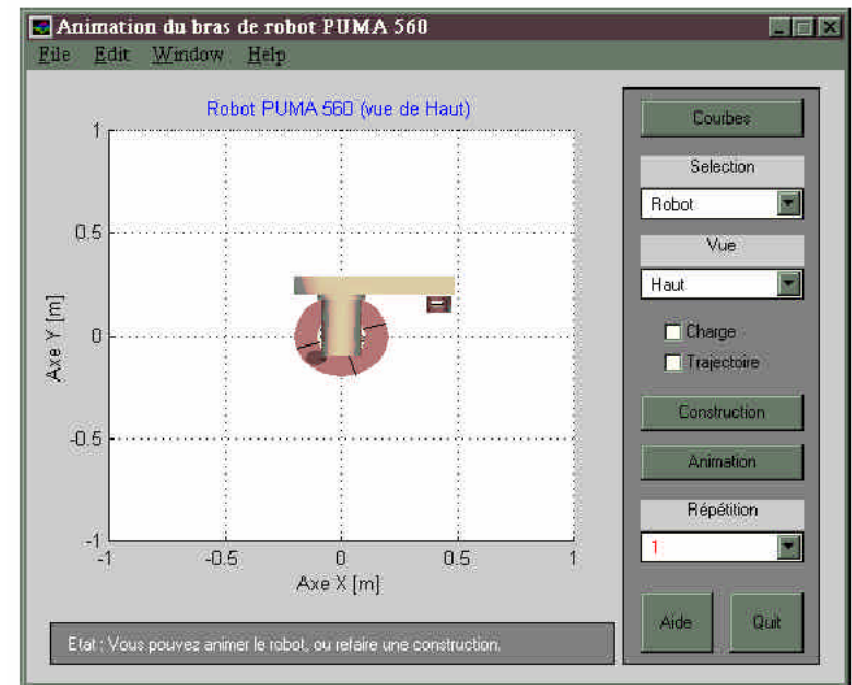 Animation du bras de robot PUMA 560
File Edit Window Help
Robot PUMA 560 (vue de Haut)
1
0.5
0
-0.5
-1
Axe Y [m]
-1 -0.5 0 0.5 1
Axe X [m]
Etat : Vous pouvez animer le robot, ou refaire une construction.
Courbes
Selection
Robot
Vue
Haut
Charge
Trajectoire
Construction
Animation
Répétition
1
Aide Quit